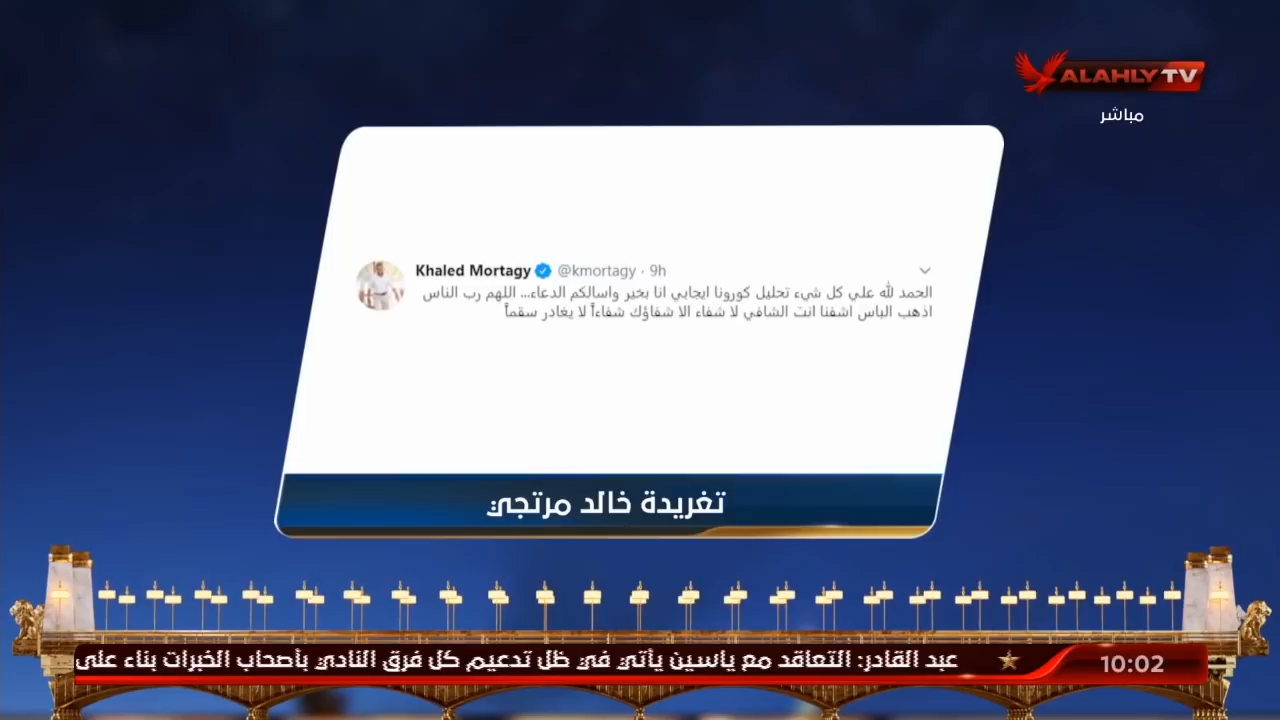 ALAHLY TV
مباشر
Khaled Mortagy @kmortagy · 9h
الحمد لله علي كل شيء تحليل كورونا ايجابي انا بخير واسالكم الدعاء... اللهم رب الناس
اذهب الباس اشفنا انت الشافي لا شفاء الا شفاؤك شفاءاً لا يغادر سقماً
تغريدة خالد مرتجي
عبد القادر: التعاقد مع ياسين يأتي في ظل تدعيم كل فرق النادي بأصحاب الخبرات بناء على
10:02